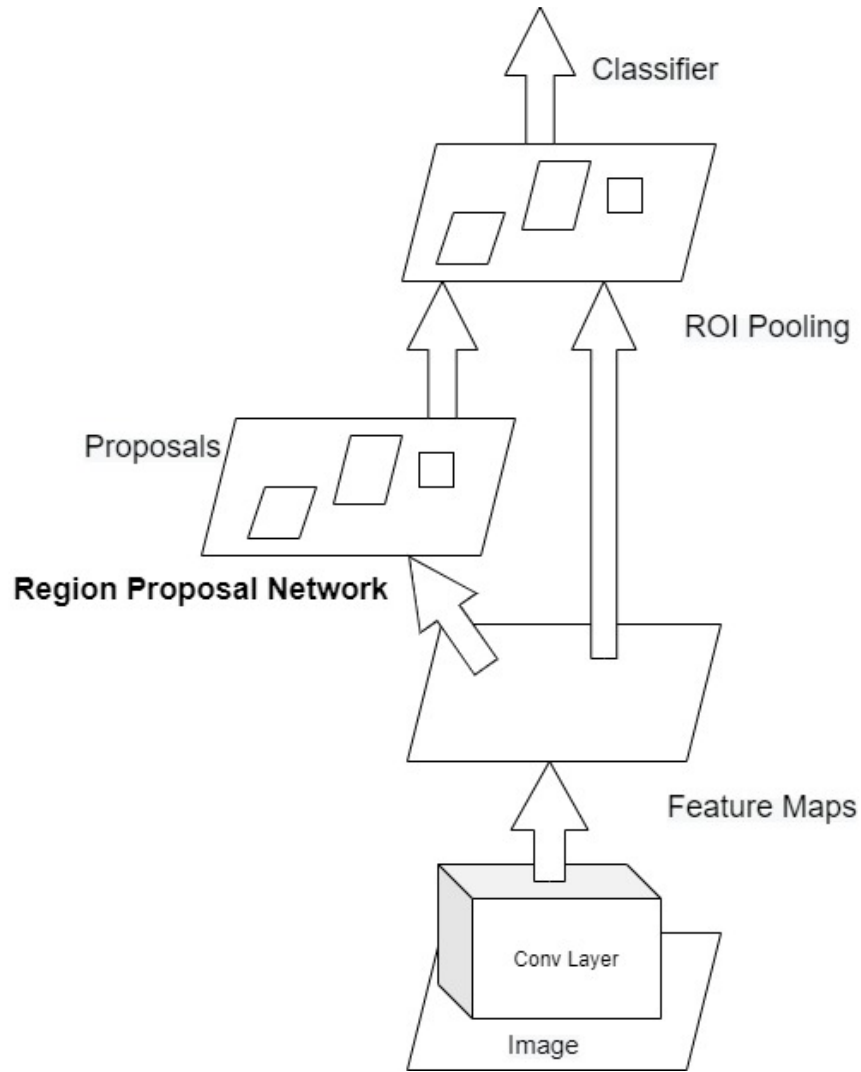 Classifier
ROI Pooling
Proposals
Region Proposal Network
Feature Maps
Conv Layer
Image